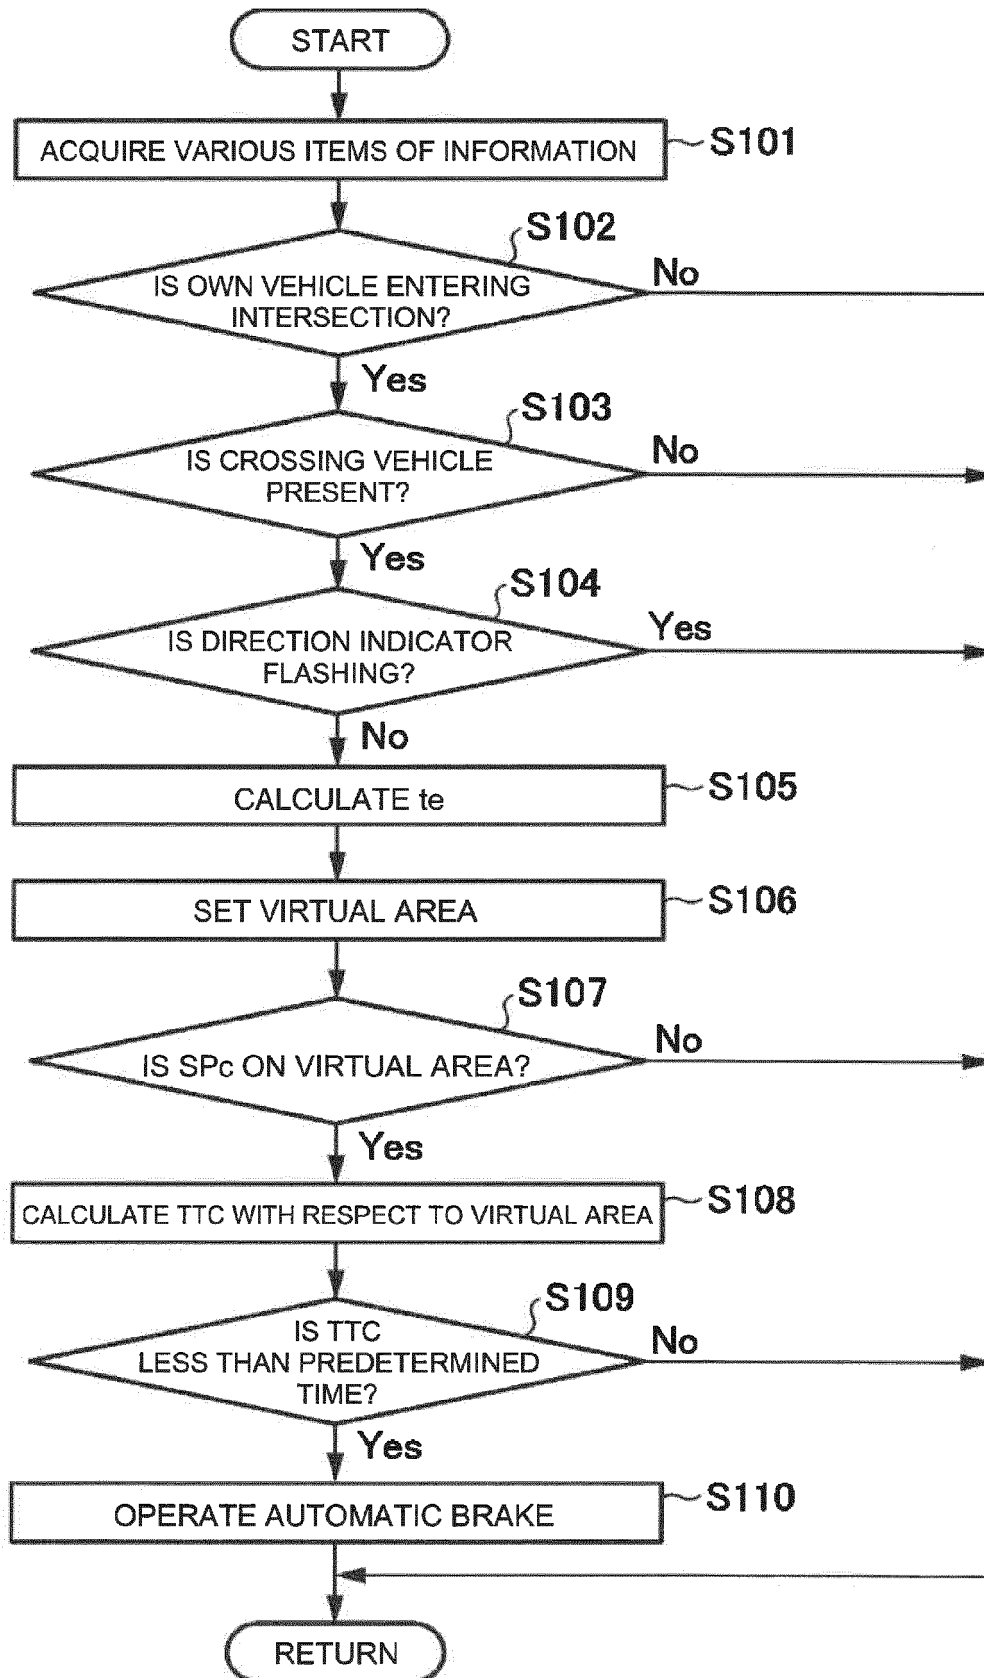 START
ACQUIRE VARIOUS ITEMS OF INFORMATION
S101
S102
IS OWN VEHICLE ENTERING
INTERSECTION?
No
Yes
S103
IS CROSSING VEHICLE
PRESENT?
No
Yes
S104
IS DIRECTION INDICATOR
FLASHING?
Yes
No
CALCULATE te
S105
SET VIRTUAL AREA
S106
S107
IS SPc ON VIRTUAL AREA?
No
Yes
CALCULATE TTC WITH RESPECT TO VIRTUAL AREA
S108
S109
IS TTC
LESS THAN PREDETERMINED
TIME?
No
Yes
OPERATE AUTOMATIC BRAKE
S110
RETURN